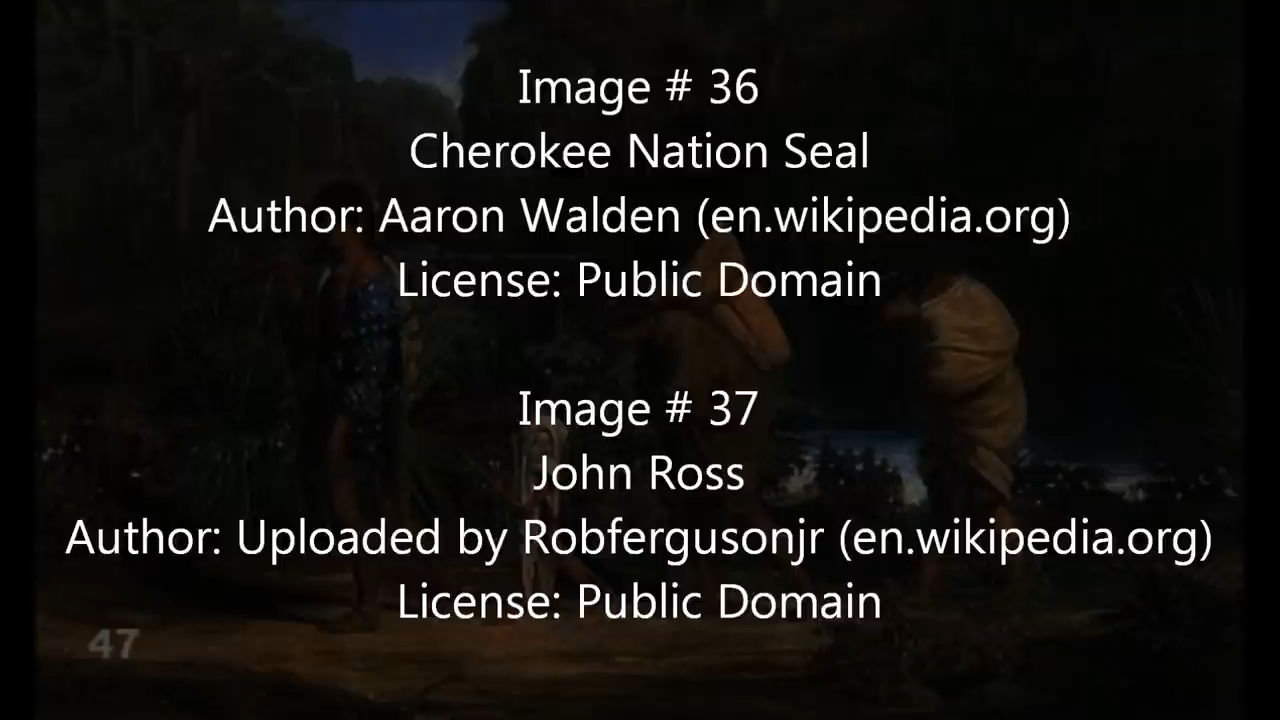 Image # 36
Cherokee Nation Seal
Author: Aaron Walden (en.wikipedia.org)
License: Public Domain
Image # 37
John Ross
Author: Uploaded by Robfergusonjr (en.wikipedia.org)
License: Public Domain
47